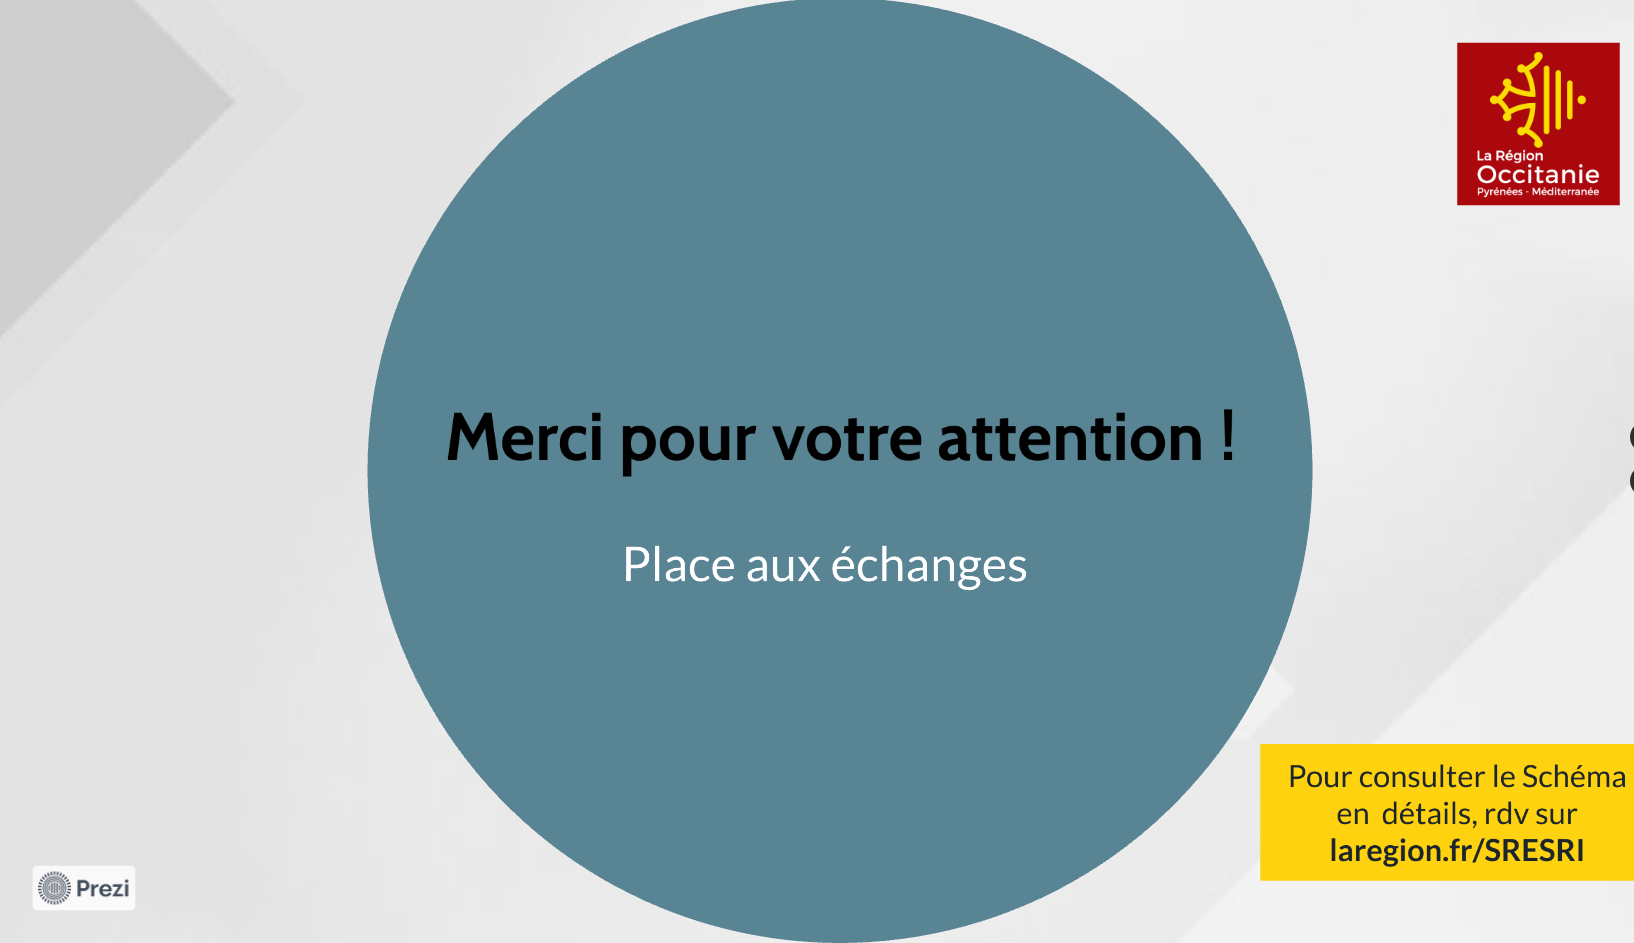 La Région
Occitanie
Pyrénées - Méditerranée
Merci pour votre attention !
Place aux échanges
Pour consulter le Schéma
en détails, rdv sur
laregion.fr/SRESRI
Prezi